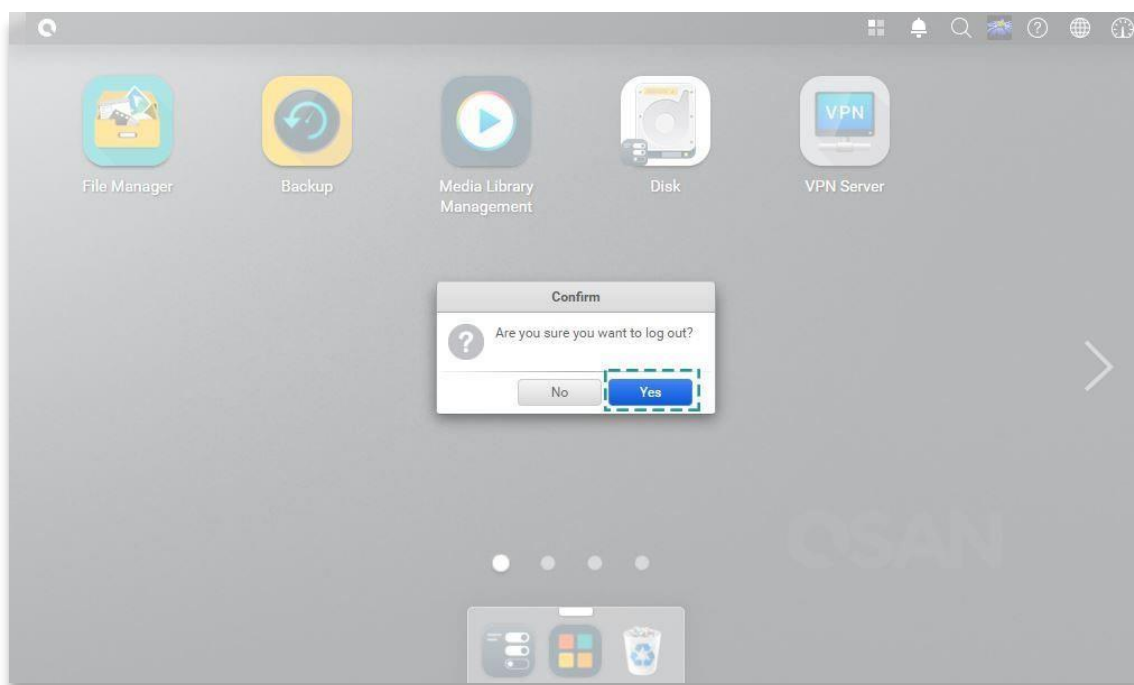 File Manager
Backup
Media Library
Management
Disk
VPN
VPN Server
Confirm
Are you sure you want to log out?
No
Yes
QSAN